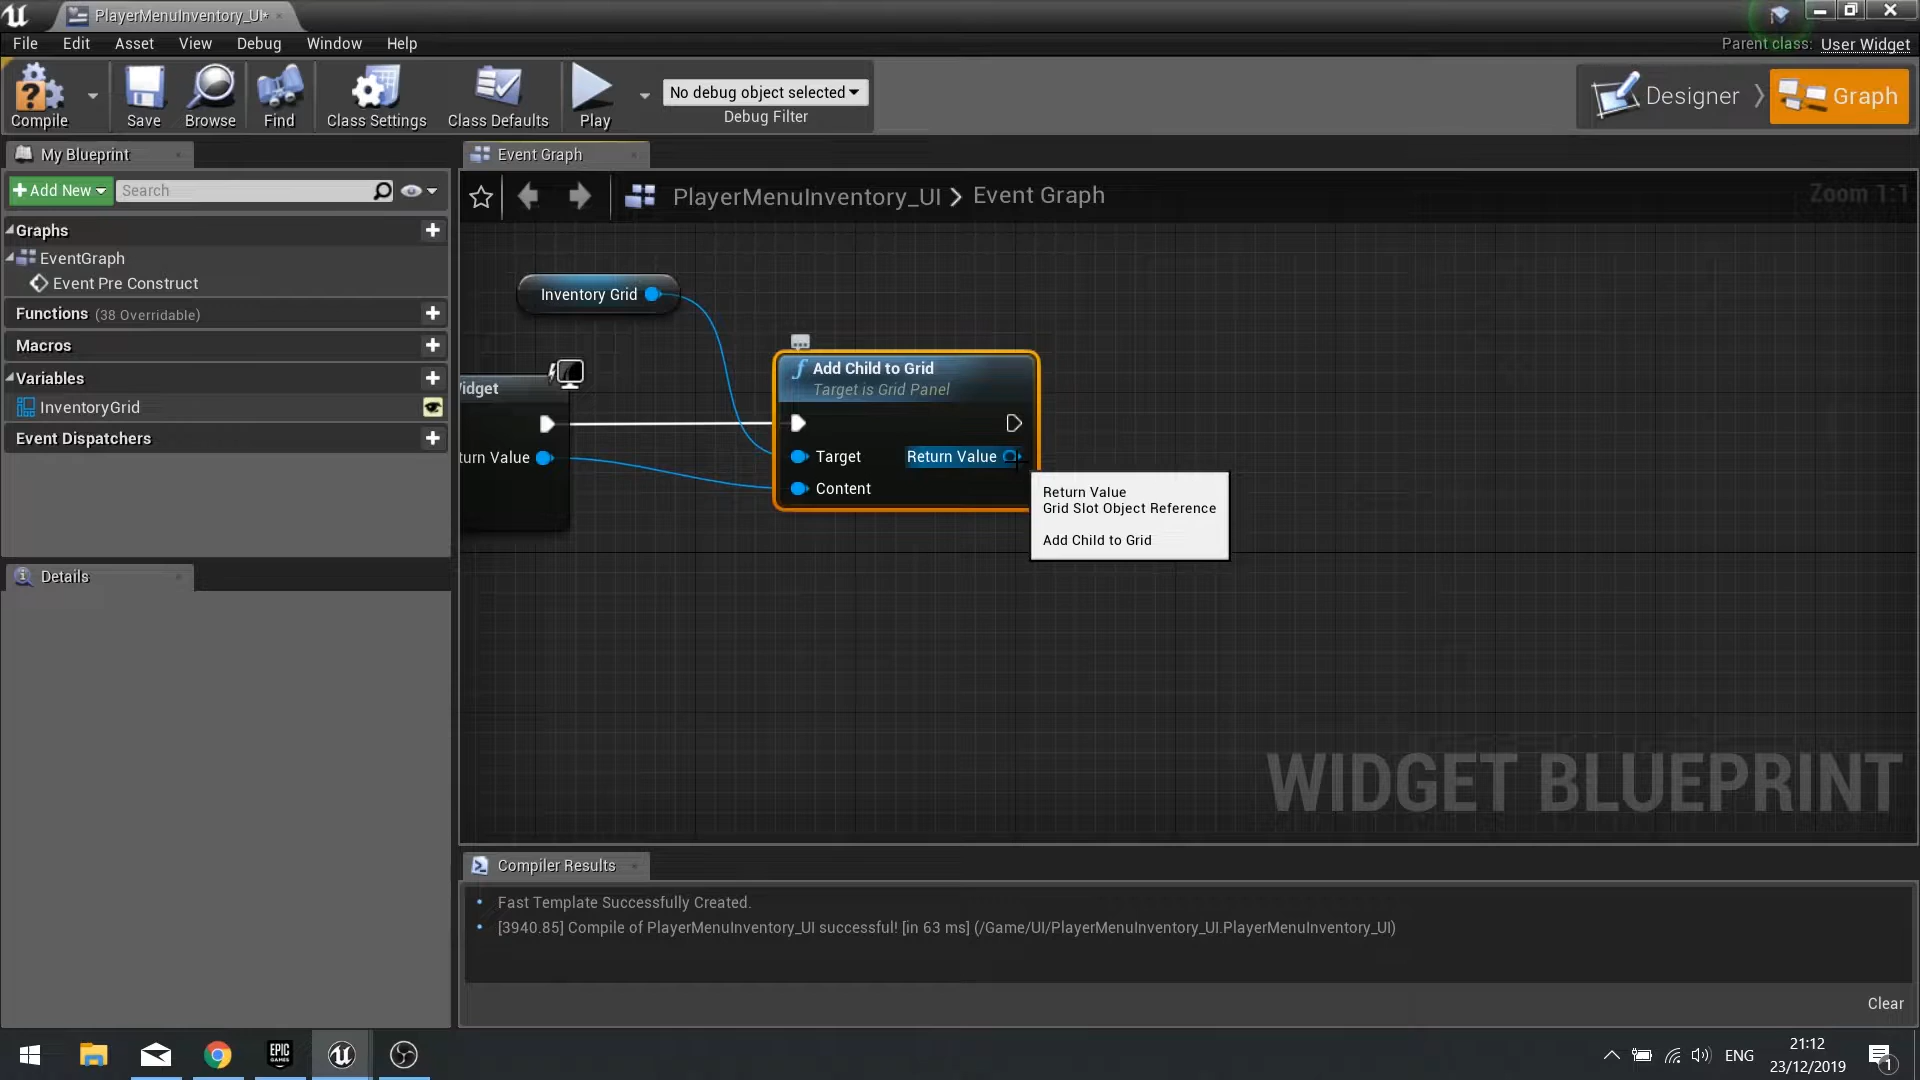 PlayerMenuInventory_UI*
File Edit Asset View Debug Window Help
Parent class: User Widget
Compile
Save
Browse
Find
Class Settings
Class Defaults
Play
No debug object selected
Debug Filter
Designer
Graph
My Blueprint
Event Graph
Add New
Search
PlayerMenuInventory_UI > Event Graph
Zoom 1:1
Graphs
EventGraph
Event Pre Construct
Functions (38 Overridable)
Macros
Variables
InventoryGrid
Event Dispatchers
Details
Inventory Grid
idget
turn Value
Add Child to Grid
Target is Grid Panel
Target
Return Value
Content
Return Value
Grid Slot Object Reference
Add Child to Grid
WIDGET BLUEPRINT
Compiler Results
Fast Template Successfully Created.
[3940.85] Compile of PlayerMenuInventory_UI successful! [in 63 ms] (/Game/UI/PlayerMenuInventory_UI.PlayerMenuInventory_UI)
Clear
EPIC
GAMES
ENG
21:12
23/12/2019
1